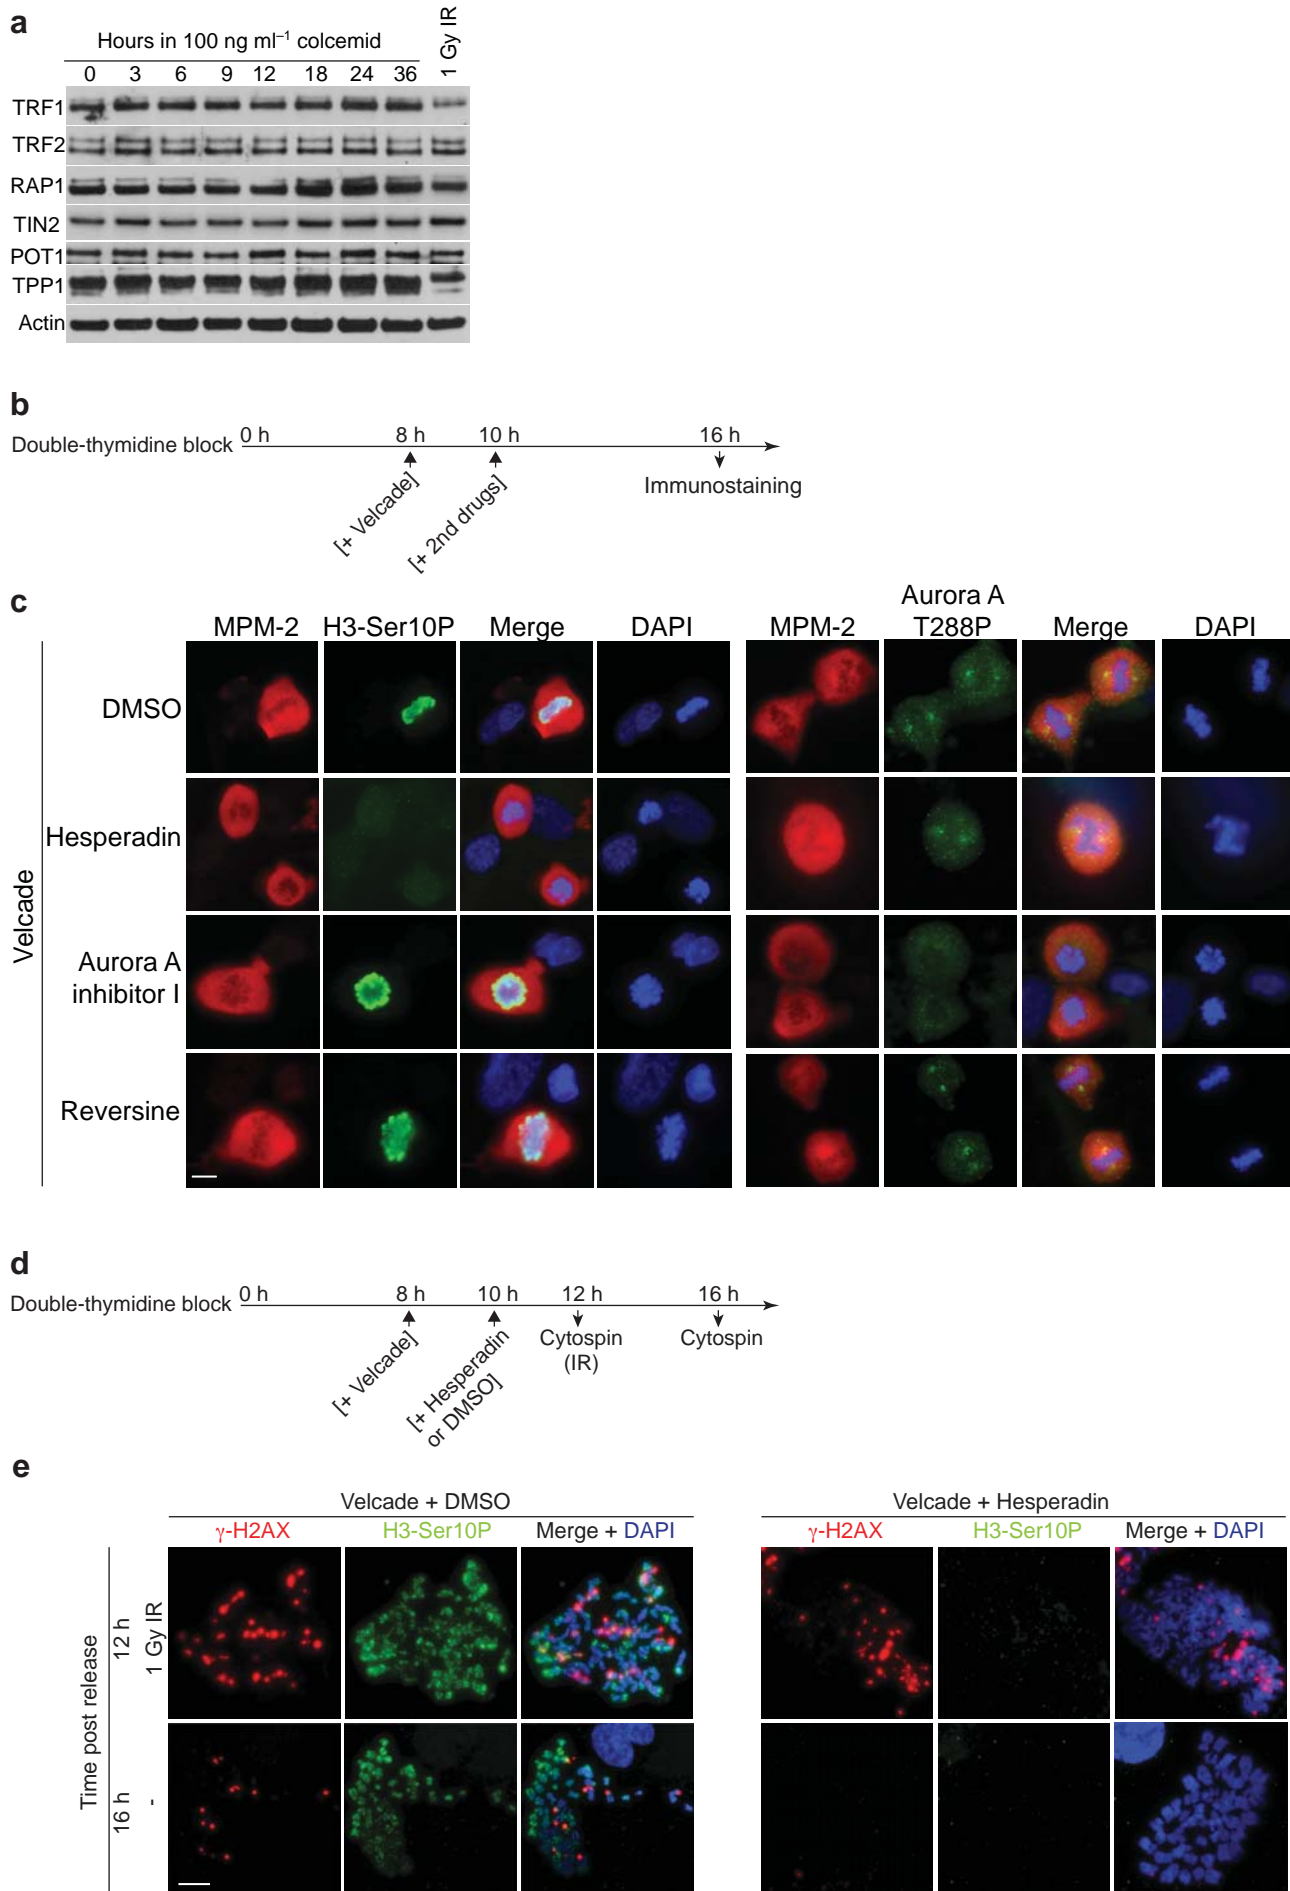 a
Hours in 100 ng ml⁻¹ colcemid
1 Gy IR
0 3 6 9 12 18 24 36
TRF1
TRF2
RAP1
TIN2
POT1
TPP1
Actin
b
Double-thymidine block
0 h 8 h 10 h 16 h
[+ Velcade]
[+ 2nd drugs]
Immunostaining
c
MPM-2 H3-Ser10P Merge DAPI
MPM-2 Aurora A T288P Merge DAPI
Velcade
DMSO
Hesperadin
Aurora A
inhibitor I
Reversine
d
Double-thymidine block
0 h 8 h 10 h 12 h 16 h
[+ Velcade]
[+ Hesperadin
or DMSO]
Cytospin
(IR)
Cytospin
e
Velcade + DMSO
γ-H2AX H3-Ser10P Merge + DAPI
Velcade + Hesperadin
γ-H2AX H3-Ser10P Merge + DAPI
Time post release
12 h
1 Gy IR
16 h
-